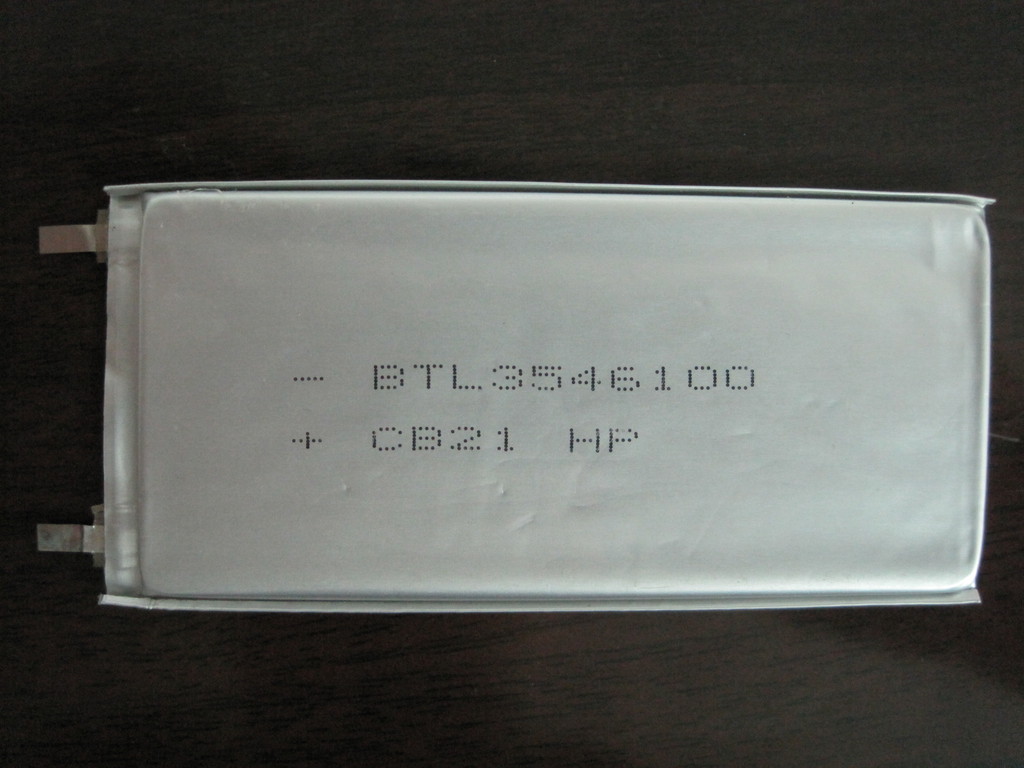 - BTL3546100
+ CB21 HP